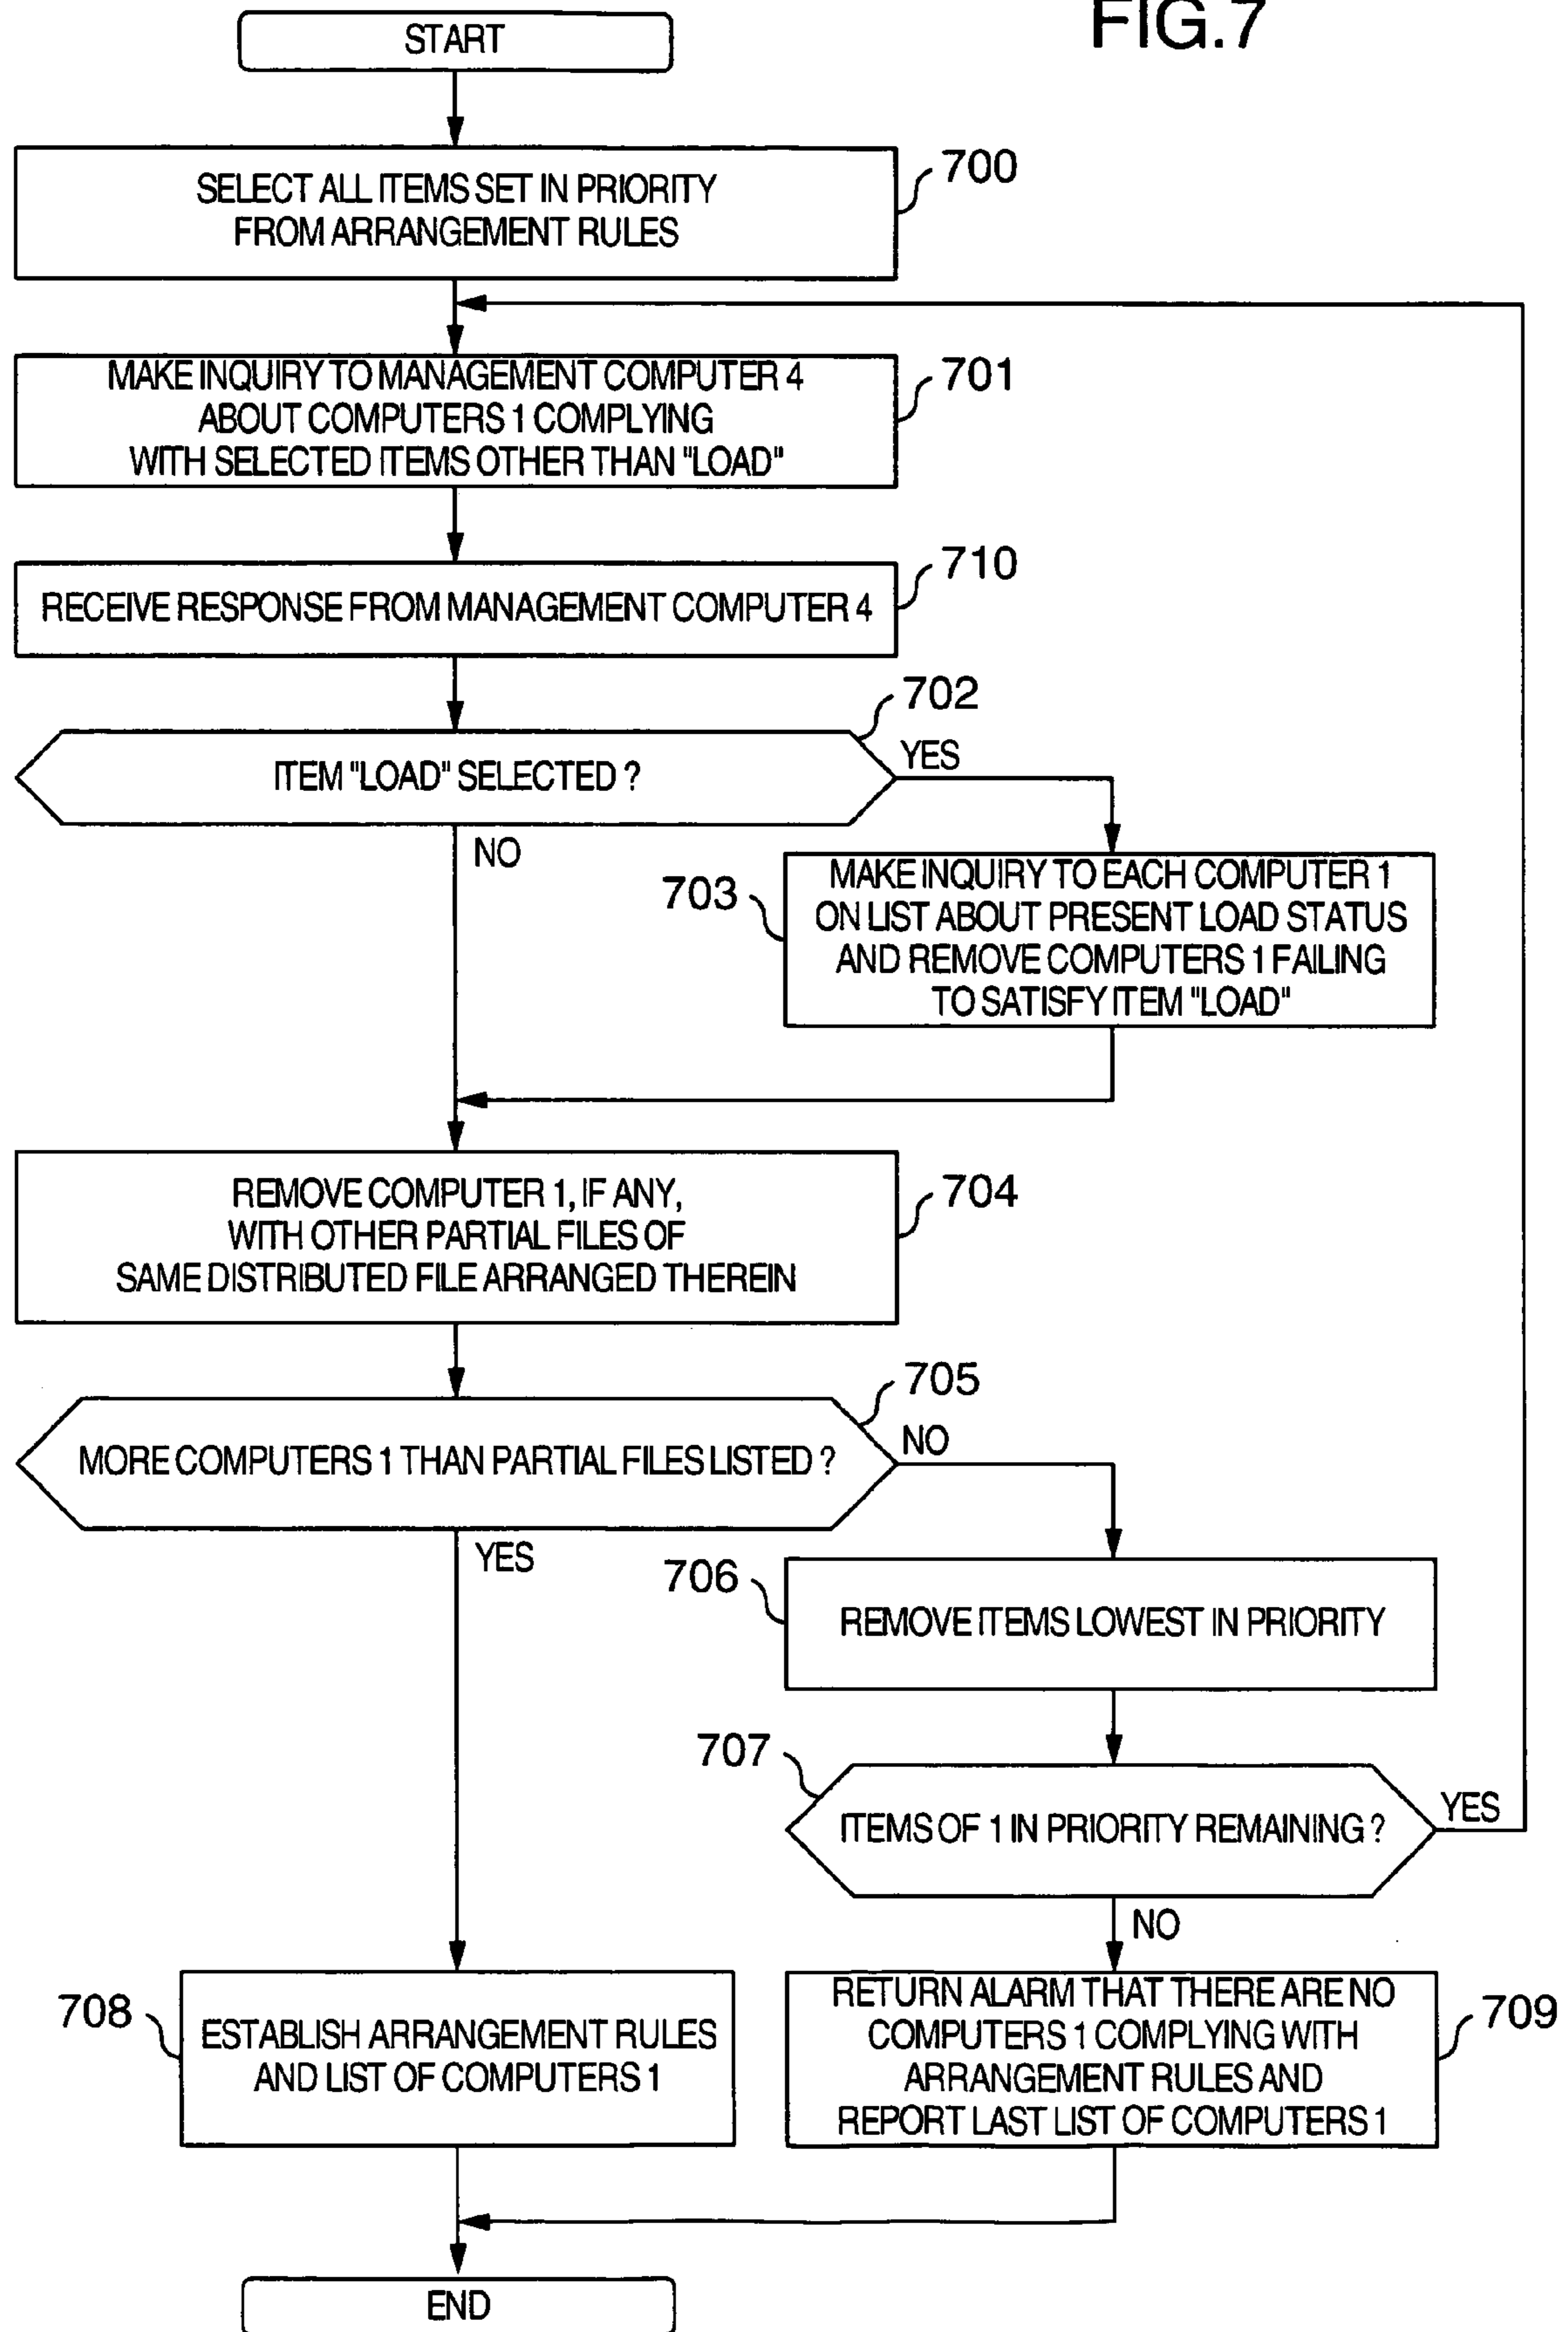 FIG.7
START
700
SELECT ALL ITEMS SET IN PRIORITY
FROM ARRANGEMENT RULES
701
MAKE INQUIRY TO MANAGEMENT COMPUTER 4
ABOUT COMPUTERS 1 COMPLYING
WITH SELECTED ITEMS OTHER THAN "LOAD"
710
RECEIVE RESPONSE FROM MANAGEMENT COMPUTER 4
702
ITEM "LOAD" SELECTED ?
YES
NO
703
MAKE INQUIRY TO EACH COMPUTER 1
ON LIST ABOUT PRESENT LOAD STATUS
AND REMOVE COMPUTERS 1 FAILING
TO SATISFY ITEM "LOAD"
704
REMOVE COMPUTER 1, IF ANY,
WITH OTHER PARTIAL FILES OF
SAME DISTRIBUTED FILE ARRANGED THEREIN
705
MORE COMPUTERS 1 THAN PARTIAL FILES LISTED ?
NO
YES
706
REMOVE ITEMS LOWEST IN PRIORITY
707
ITEMS OF 1 IN PRIORITY REMAINING ?
YES
NO
708
ESTABLISH ARRANGEMENT RULES
AND LIST OF COMPUTERS 1
709
RETURN ALARM THAT THERE ARE NO
COMPUTERS 1 COMPLYING WITH
ARRANGEMENT RULES AND
REPORT LAST LIST OF COMPUTERS 1
END